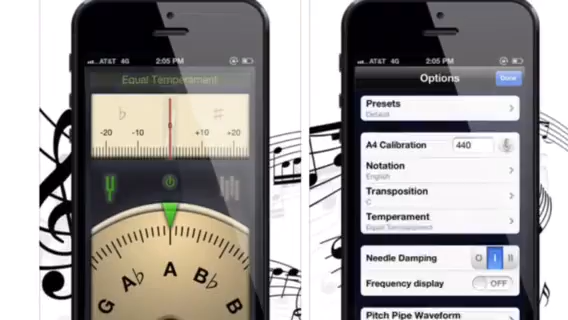 AT&T 4G 2:05 PM
Equal Temperament
♭ ♯
-20 -10 0 +10 +20
G A♭ A B♭ B
AT&T 4G 2:05 PM
Options Done
Presets
Default
A4 Calibration 440
Notation
English
Transposition
C
Temperament
Equal Temperament
Needle Damping O I II
Frequency display OFF
Pitch Pipe Waveform